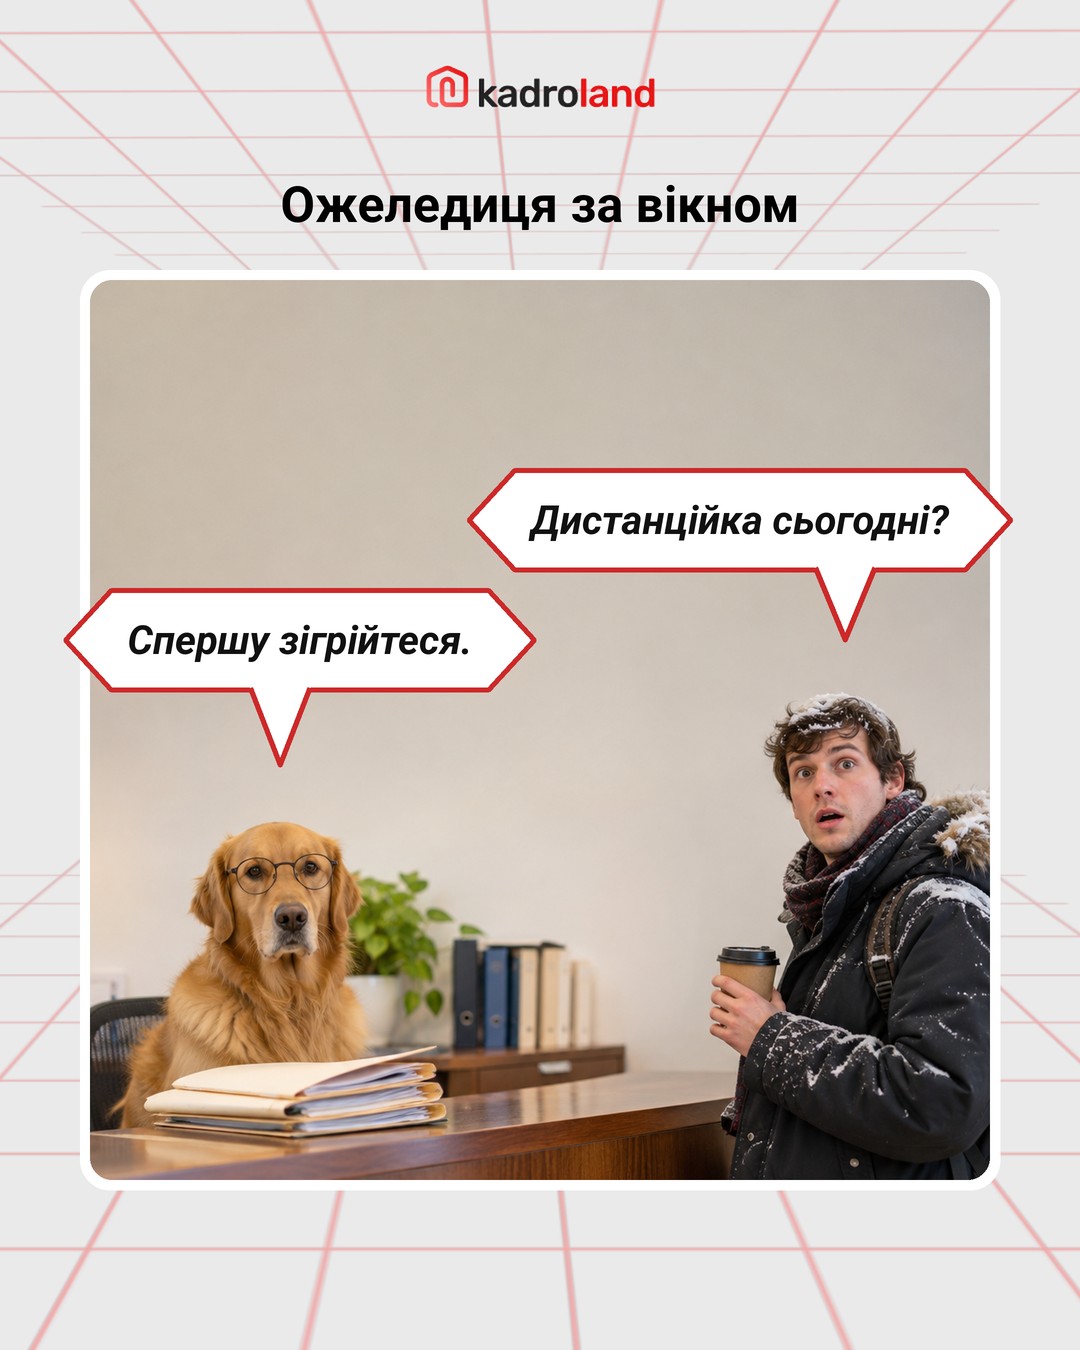 kadroland
Ожеледиця за вікном
Дистанційка сьогодні?
Спершу зігрійтеся.